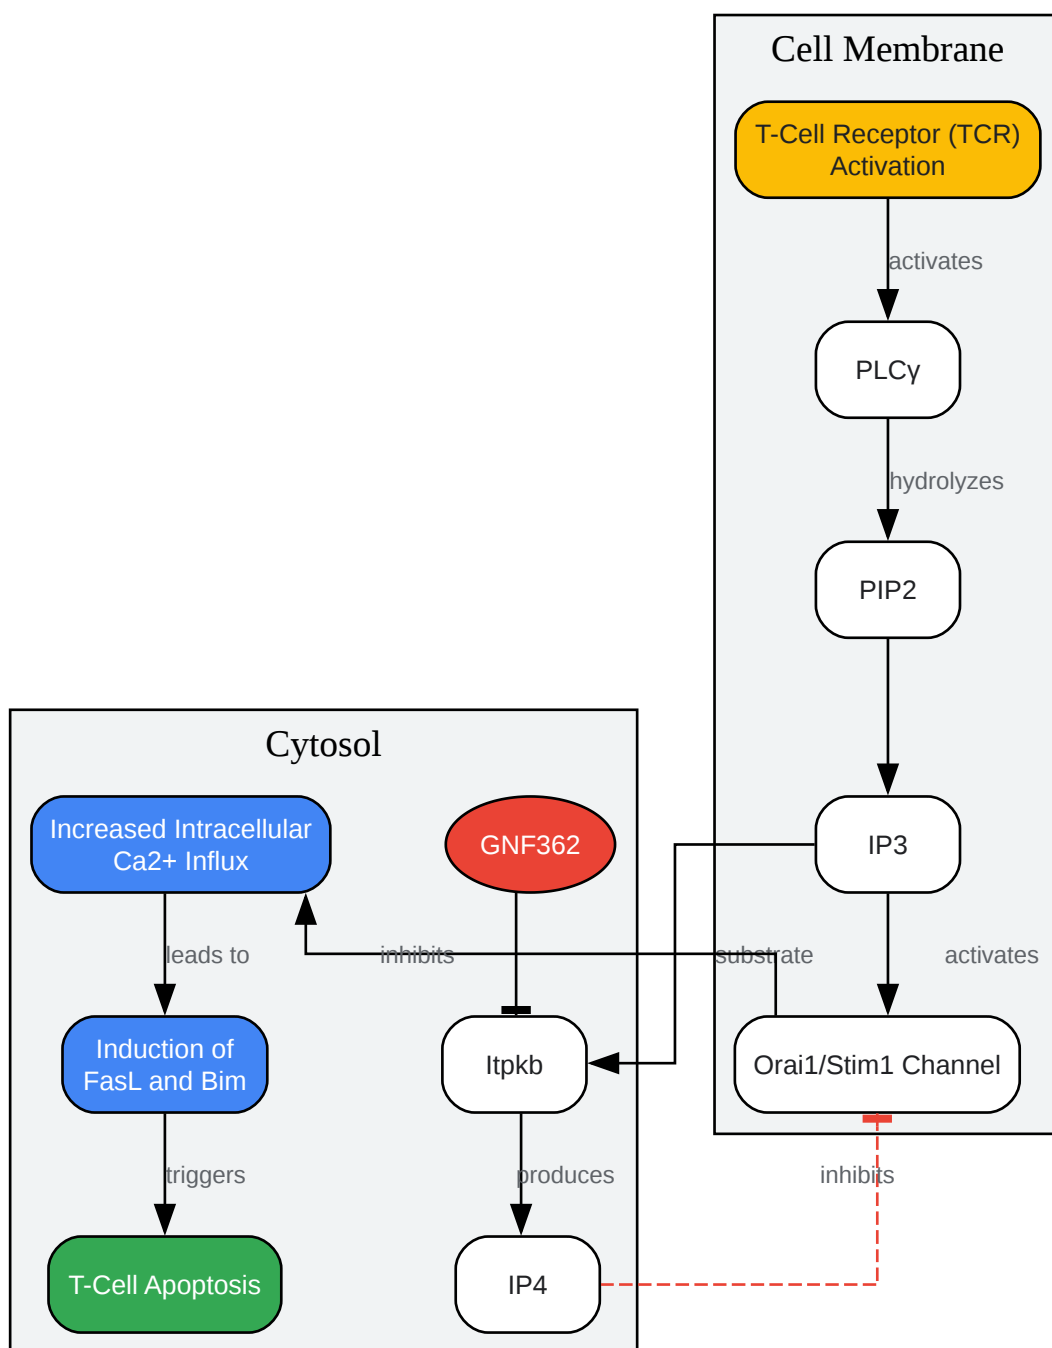 Cell Membrane
T-Cell Receptor (TCR)
Activation
activates
PLCγ
hydrolyzes
PIP2
Cytosol
Increased Intracellular
Ca2+ Influx
GNF362
IP3
leads to
inhibits
substrate
activates
Induction of
FasL and Bim
Itpkb
Orai1/Stim1 Channel
triggers
produces
inhibits
T-Cell Apoptosis
IP4